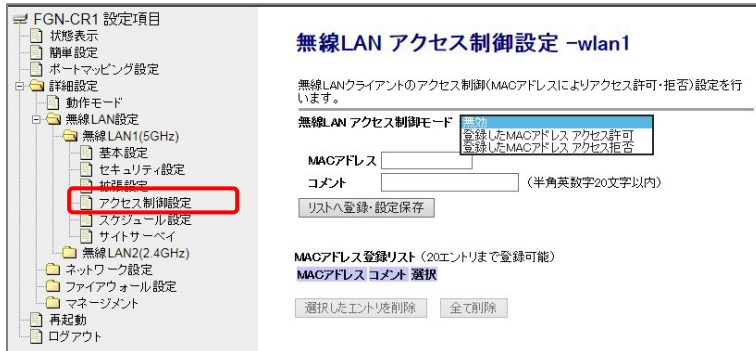 FGN-CR1 設定項目
状態表示
簡単設定
ポートマッピング設定
詳細設定
動作モード
無線LAN設定
無線LAN1(5GHz)
基本設定
セキュリティ設定
拡張設定
アクセス制御設定
スケジュール設定
サイトサーベイ
無線LAN2(2.4GHz)
ネットワーク設定
ファイアウォール設定
マネージメント
再起動
ログアウト
無線LAN アクセス制御設定 -wlan1
無線LANクライアントのアクセス制御(MACアドレスによりアクセス許可・拒否)設定を行
います。
無線LAN アクセス制御モード 無効
登録したMACアドレス アクセス許可
登録したMACアドレス アクセス拒否
MACアドレス
コメント (半角英数字20文字以内)
リストへ登録・設定保存
MACアドレス登録リスト (20エントリまで登録可能)
MACアドレス コメント 選択
選択したエントリを削除 全て削除